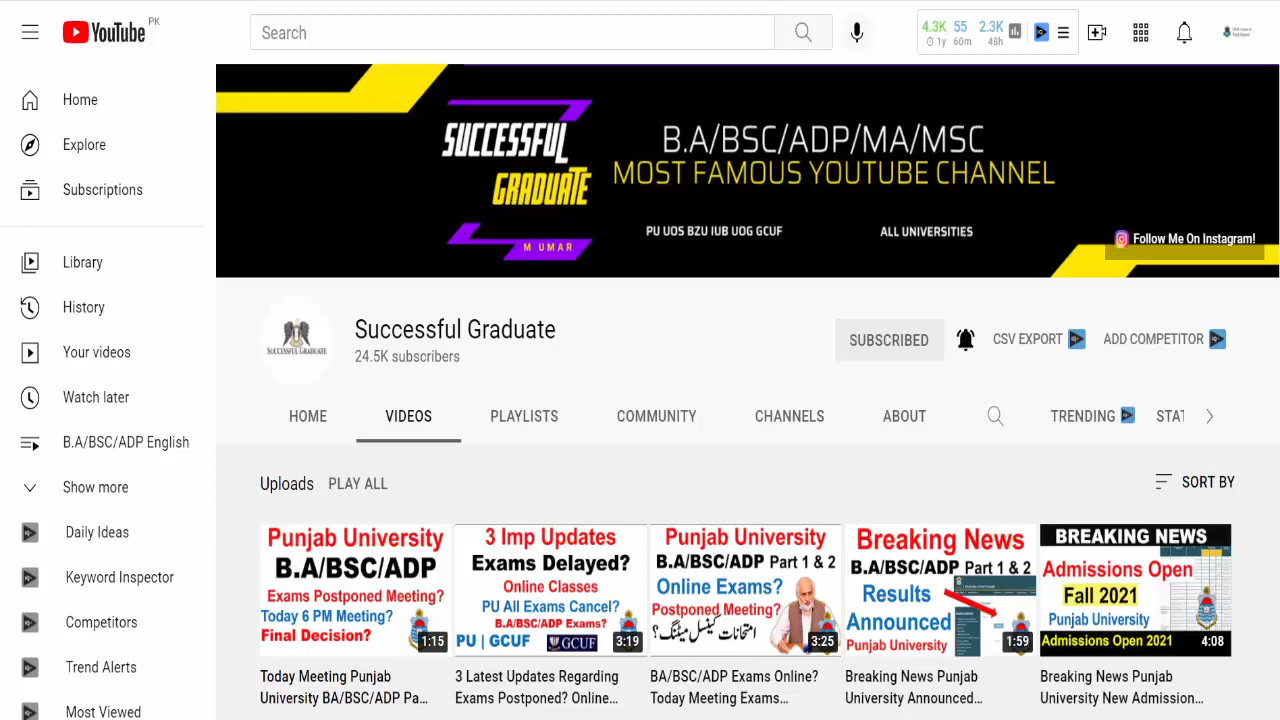 YouTube PK
Search
4.3K 55 2.3K
1y 60m 48h
Home
Explore
Subscriptions
Library
History
Your videos
Watch later
B.A/BSC/ADP English
Show more
Daily Ideas
Keyword Inspector
Competitors
Trend Alerts
Most Viewed
SUCCESSFUL
GRADUATE
M UMAR
B.A/BSC/ADP/MA/MSC
MOST FAMOUS YOUTUBE CHANNEL
PU UOS BZU IUB UOG GCUF
ALL UNIVERSITIES
Follow Me On Instagram!
SUCCESSFUL GRADUATE
Successful Graduate
24.5K subscribers
SUBSCRIBED
CSV EXPORT
ADD COMPETITOR
HOME
VIDEOS
PLAYLISTS
COMMUNITY
CHANNELS
ABOUT
TRENDING
STAT
Uploads
PLAY ALL
SORT BY
Punjab University
B.A/BSC/ADP
Exams Postponed Meeting?
Today 6 PM Meeting?
Final Decision?
1:15
Today Meeting Punjab
University BA/BSC/ADP Pa...
3 Imp Updates
Exams Delayed?
Online Classes
PU All Exams Cancel?
B.A/BSC/ADP Exams?
PU | GCUF
GCUF
3:19
3 Latest Updates Regarding
Exams Postponed? Online...
Punjab University
B.A/BSC/ADP Part 1 & 2
Online Exams?
Postponed Meeting?
امتحانات کینسل میٹنگ؟
3:25
BA/BSC/ADP Exams Online?
Today Meeting Exams...
Breaking News
B.A/BSC/ADP Part 1 & 2
Results
Announced
Punjab University
1:59
Breaking News Punjab
University Announced...
BREAKING NEWS
Admissions Open
Fall 2021
Punjab University
Admissions Open 2021
4:08
Breaking News Punjab
University New Admission...